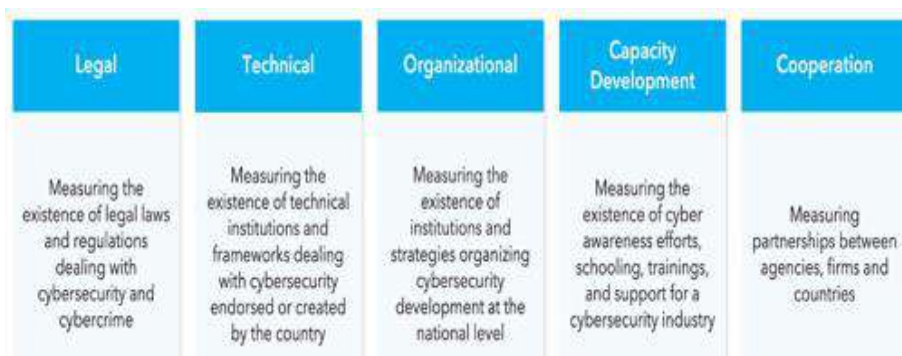 Legal
Measuring the
existence of legal laws
and regulations
dealing with
cybersecurity and
cybercrime
Technical
Measuring the
existence of technical
institutions and
frameworks dealing
with cybersecurity
endorsed or created
by the country
Organizational
Measuring the
existence of
institutions and
strategies organizing
cybersecurity
development at the
national level
Capacity
Development
Measuring the
existence of cyber
awareness efforts,
schooling, trainings,
and support for a
cybersecurity industry
Cooperation
Measuring
partnerships between
agencies, firms and
countries